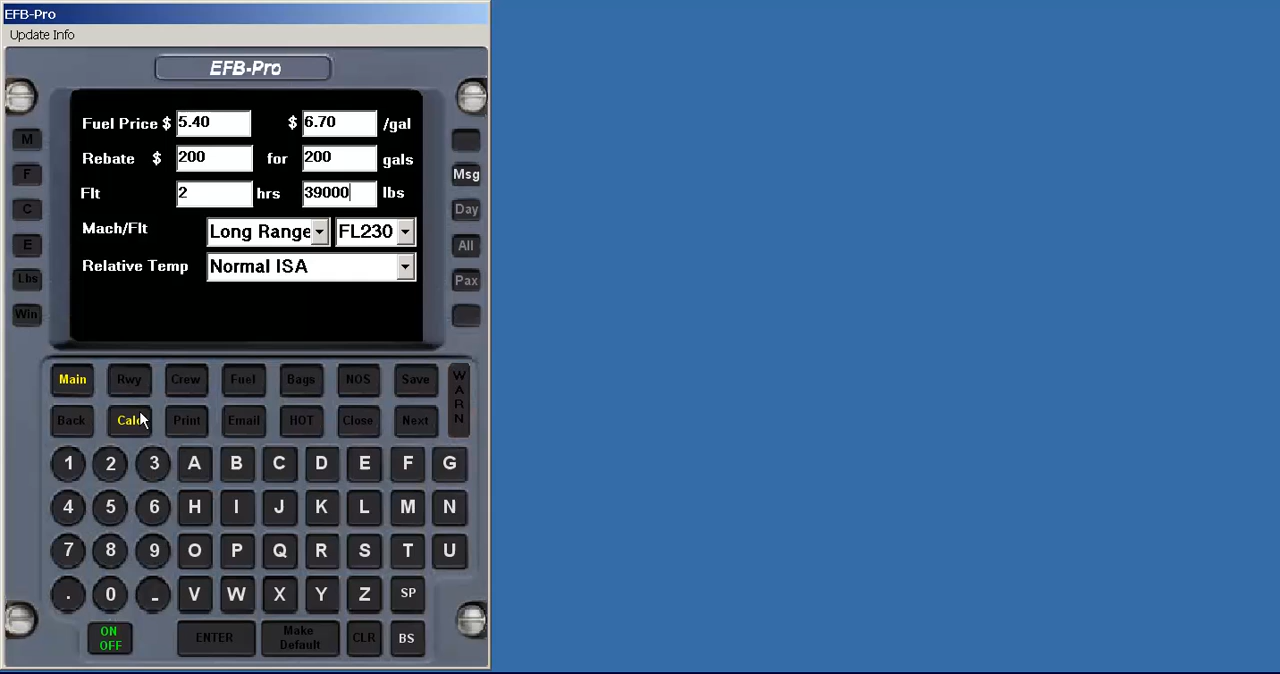 EFB-Pro
Update Info
EFB-Pro
Fuel Price $ 5.40 $ 6.70 /gal
Rebate $ 200 for 200 gals
Flt 2 hrs 39000 lbs
Mach/Flt Long Range FL230
Relative Temp Normal ISA
M
F
C
E
Lbs
Win
Msg
Day
All
Pax
Main Rwy Crew Fuel Bags NOS Save
Back Calc Print Email HOT Close Next
WARN
1 2 3 A B C D E F G
4 5 6 H I J K L M N
7 8 9 O P Q R S T U
. 0 - V W X Y Z SP
ON
OFF
ENTER
Make
Default
CLR
BS